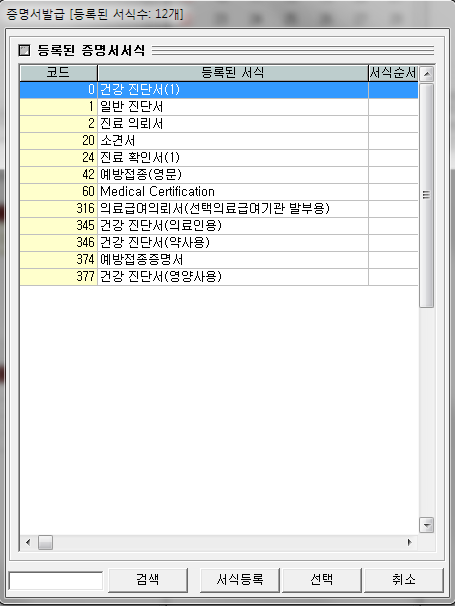 증명서발급 [등록된 서식수: 12개]
등록된 증명서서식
코드 등록된 서식 서식순서
0 건강 진단서(1)
1 일반 진단서
2 진료 의뢰서
20 소견서
24 진료 확인서(1)
42 예방접종(영문)
60 Medical Certification
316 의료급여의뢰서(선택의료급여기관 발부용)
345 건강 진단서(의료인용)
346 건강 진단서(약사용)
374 예방접종증명서
377 건강 진단서(영양사용)
검색 서식등록 선택 취소